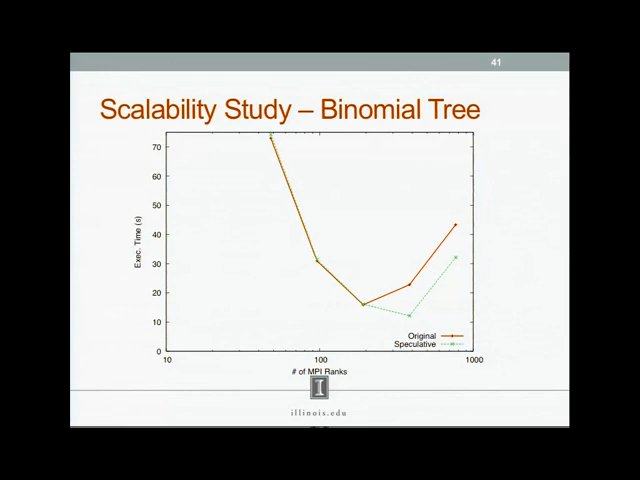 41
Scalability Study – Binomial Tree
70
60
50
40
30
20
10
0
Exec. Time (s)
Original
Speculative
10
100
1000
# of MPI Ranks
I
illinois.edu